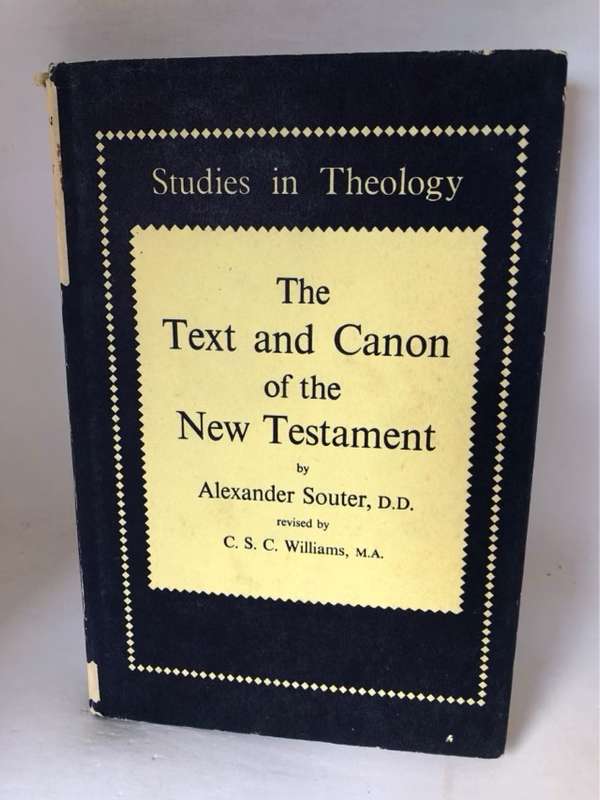 Studies in Theology
The
Text and Canon
of the
New Testament
by
Alexander Souter, D.D.
revised by
C. S. C. Williams, M.A.